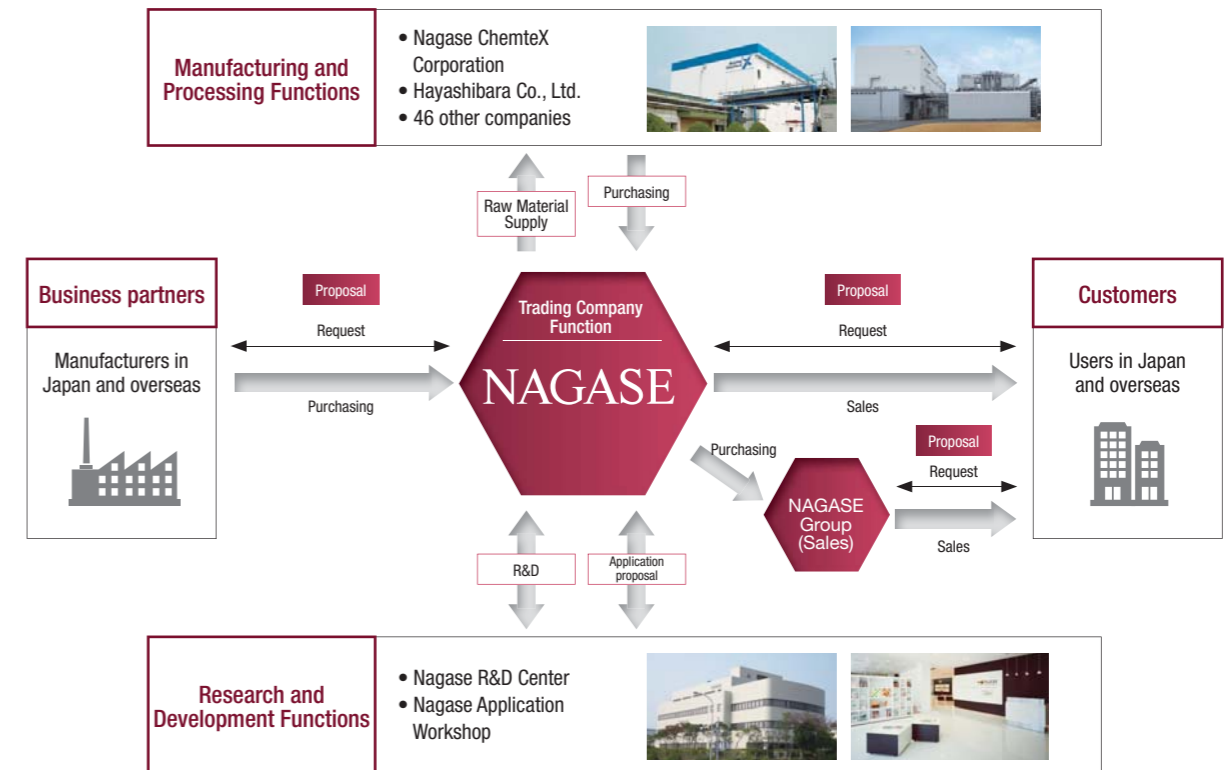 Manufacturing and
Processing Functions
• Nagase ChemteX
Corporation
• Hayashibara Co., Ltd.
• 46 other companies
Raw Material
Supply
Purchasing
Business partners
Manufacturers in
Japan and overseas
Proposal
Request
Purchasing
Trading Company
Function
NAGASE
Proposal
Request
Sales
Customers
Users in Japan
and overseas
Purchasing
NAGASE
Group
(Sales)
Proposal
Request
Sales
R&D
Application
proposal
Research and
Development Functions
• Nagase R&D Center
• Nagase Application
Workshop